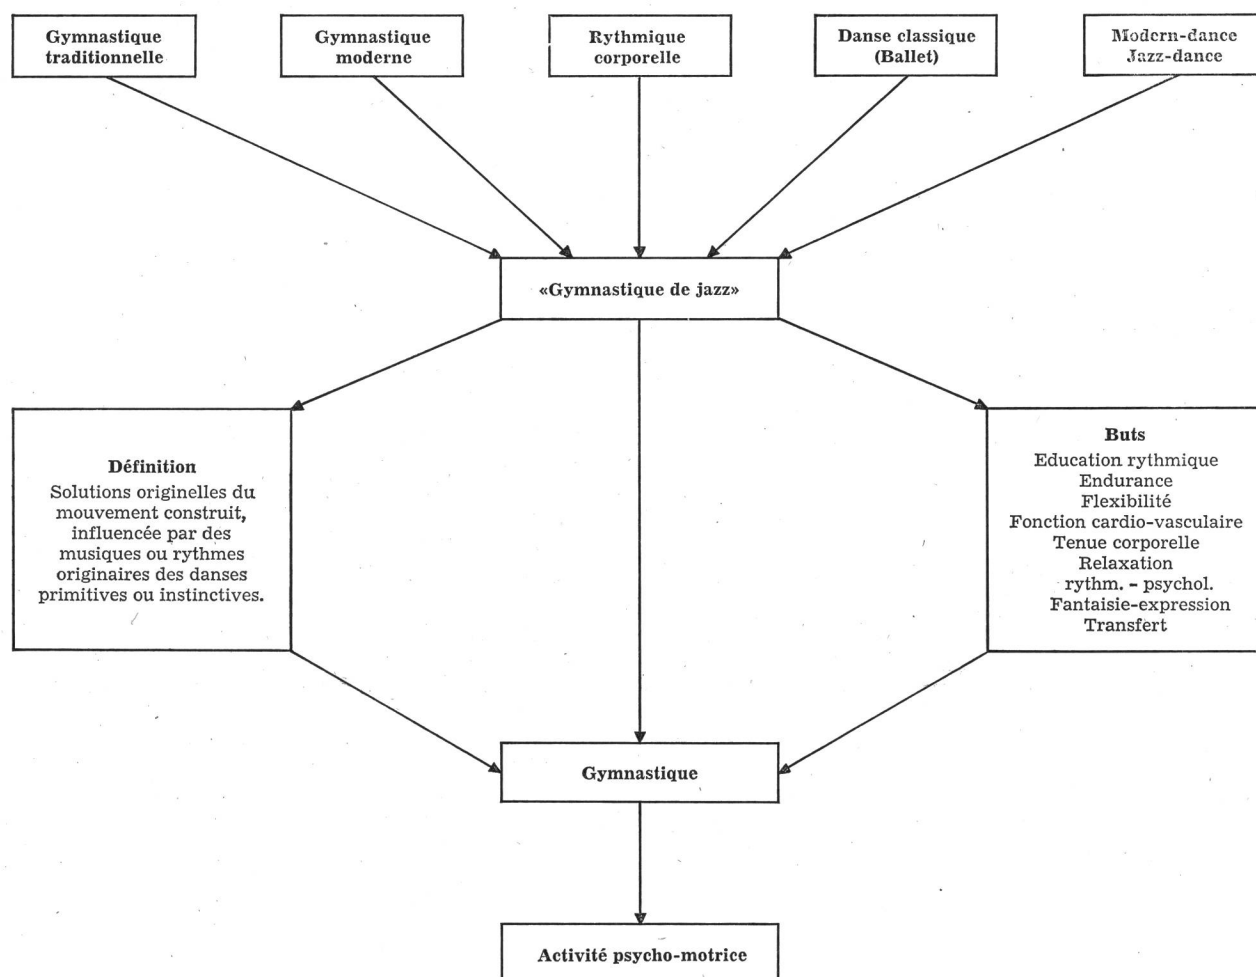 Gymnastique
traditionnelle
Gymnastique
moderne
Rythmique
corporelle
Danse classique
(Ballet)
Modern-dance
Jazz-dance
«Gymnastique de jazz»
Définition
Solutions originelles du
mouvement construit,
influencée par des
musiques ou rythmes
originaires des danses
primitives ou instinctives.
Buts
Education rythmique
Endurance
Flexibilité
Fonction cardio-vasculaire
Tenue corporelle
Relaxation
rythm. - psychol.
Fantaisie-expression
Transfert
Gymnastique
Activité psycho-motrice